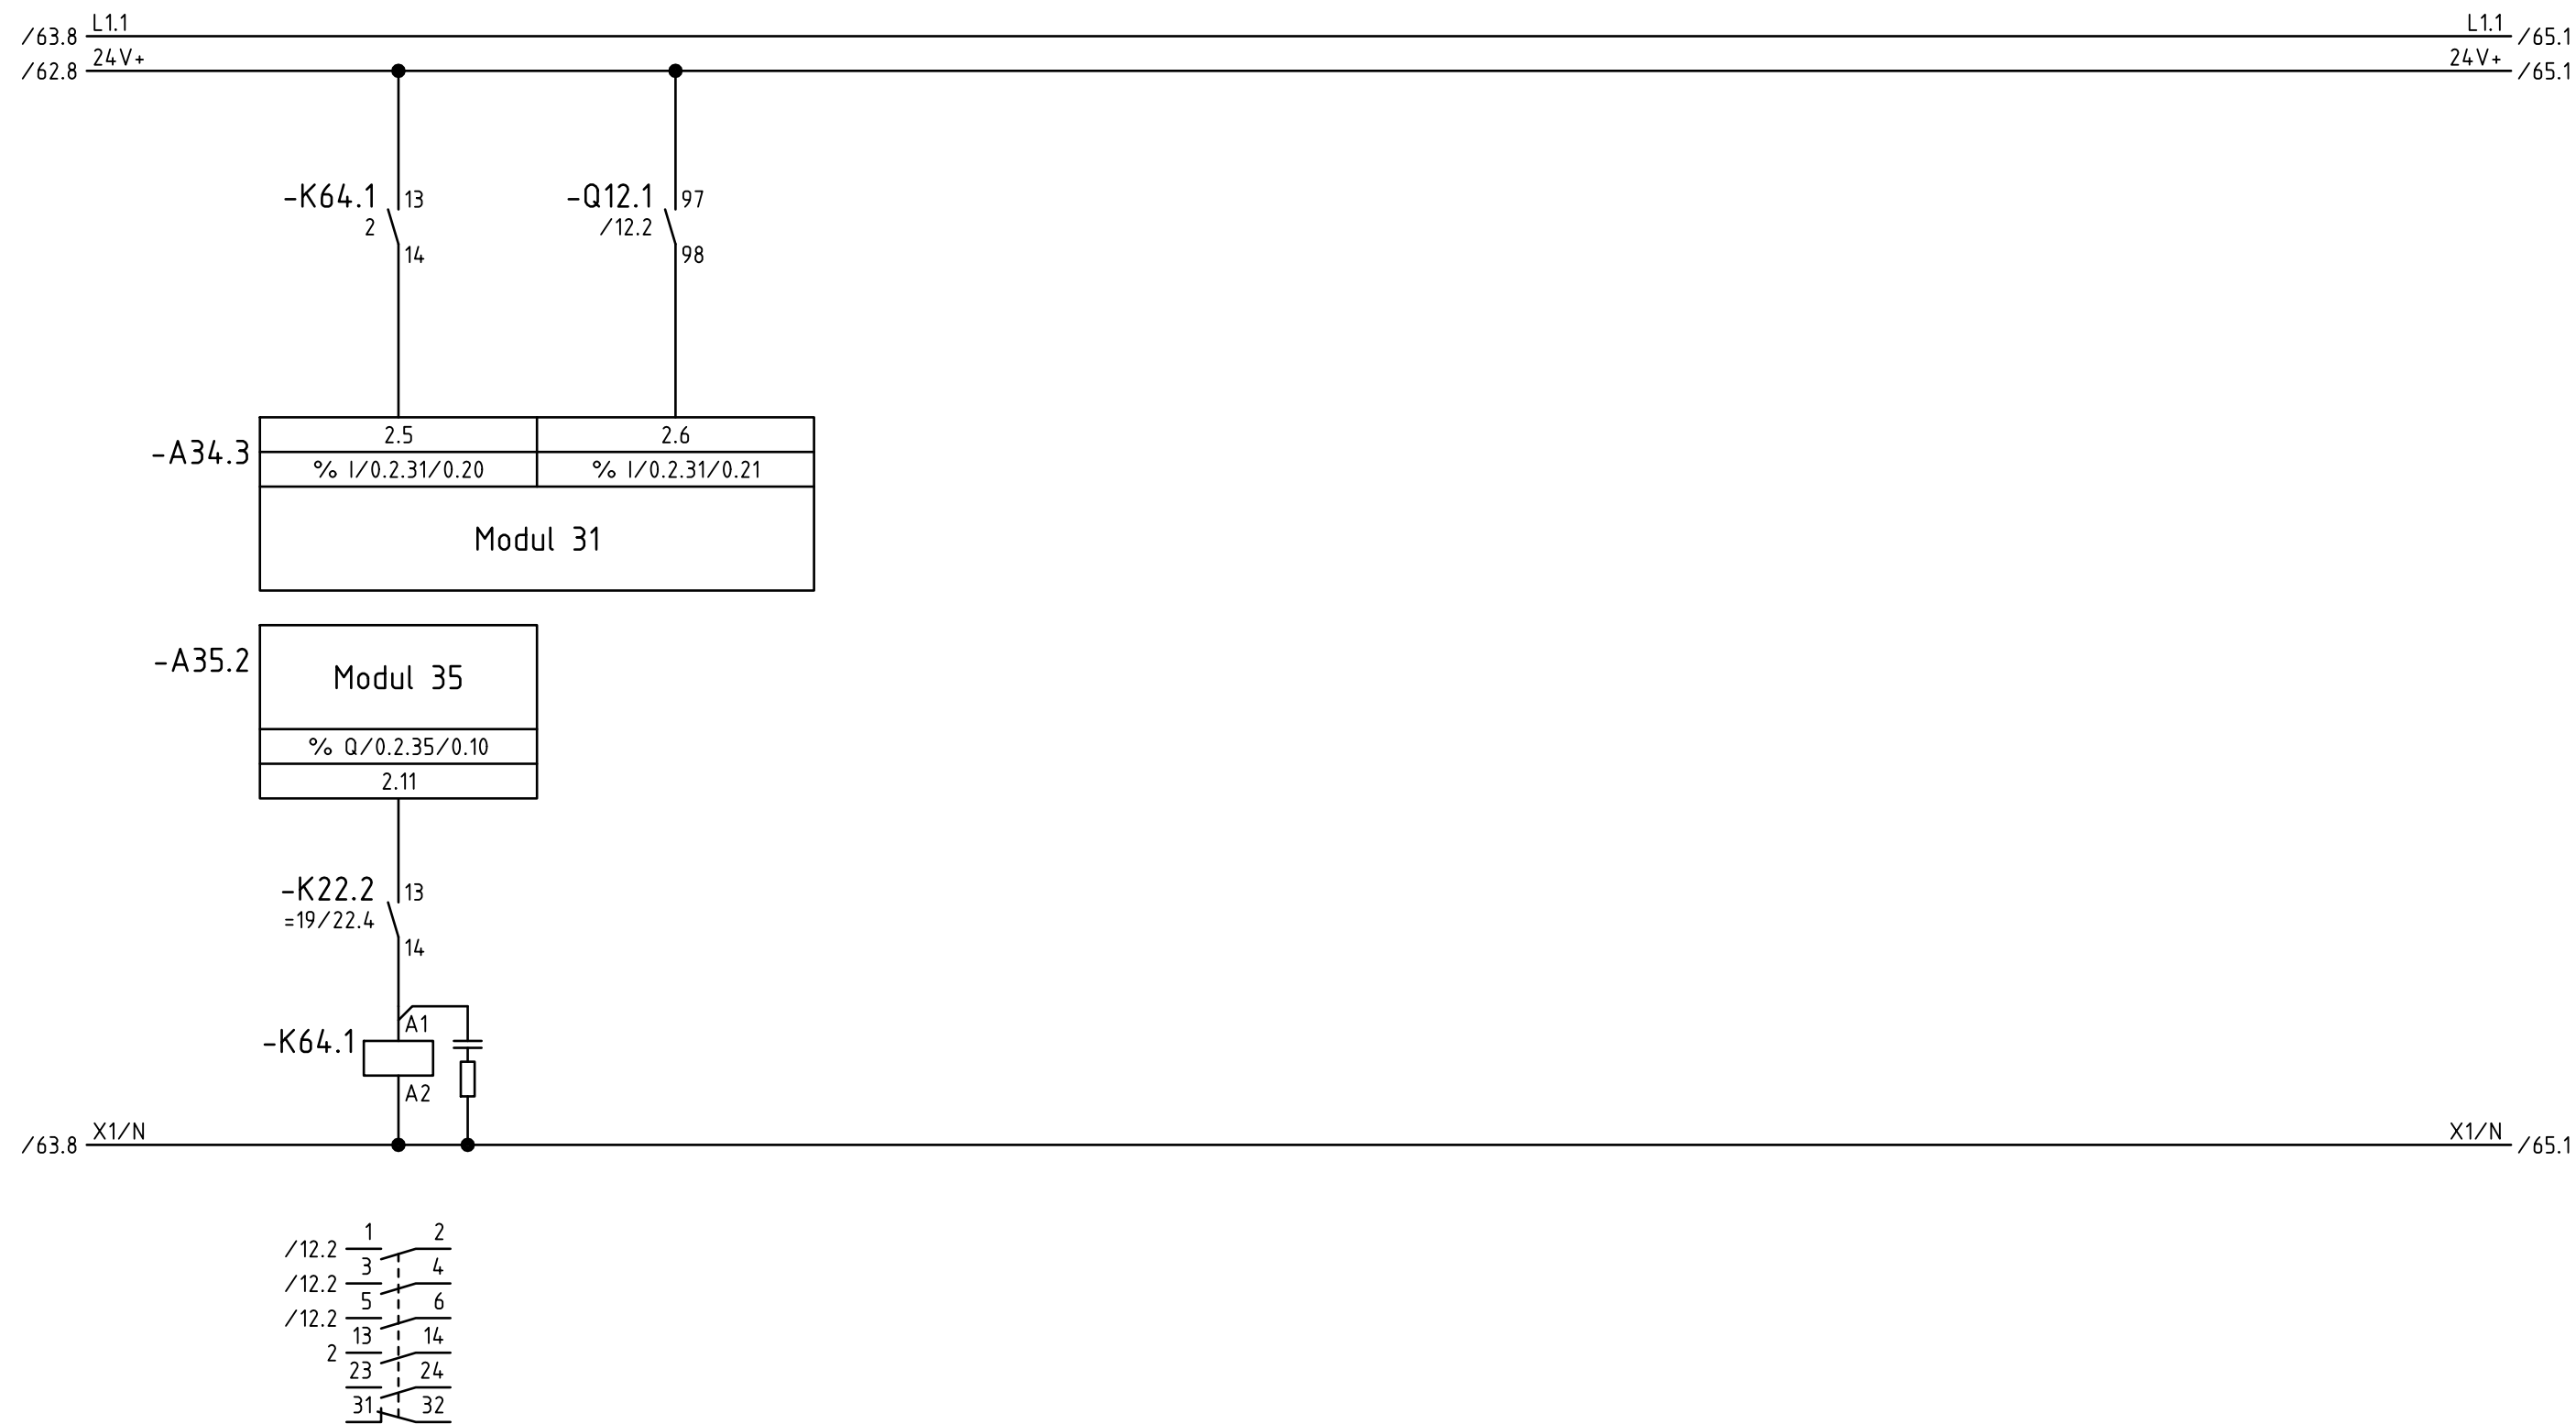 L1.1 L1.1
/63.8 /65.1
24V+ 24V+
/62.8 /65.1
-K64.1 13 -Q12.1 97
2 /12.2
14 98
2.5 2.6
-A34.3
% I/0.2.31/0.20 % I/0.2.31/0.21
Modul 31
-A35.2
Modul 35
% Q/0.2.35/0.10
2.11
-K22.2 13
=19/22.4
14
A1
-K64.1
A2
X1/N X1/N
/63.8 /65.1
1 2
/12.2
3 4
/12.2
5 6
/12.2
13 14
2
23 24
31 32